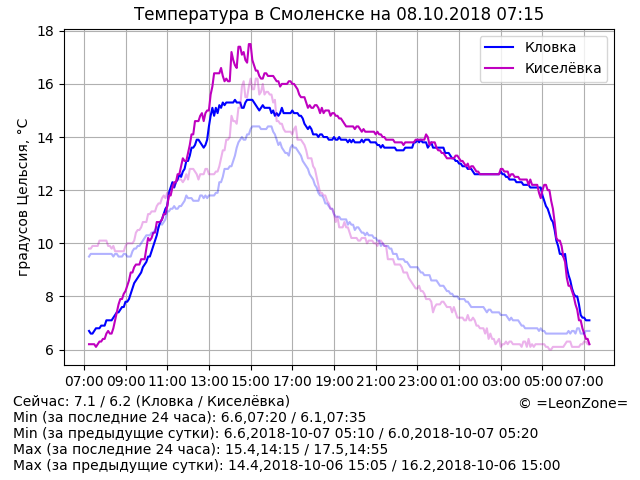 Температура в Смоленске на 08.10.2018 07:15
градусов Цельсия, °C
18
16
14
12
10
8
6
Кловка
Киселёвка
07:00 09:00 11:00 13:00 15:00 17:00 19:00 21:00 23:00 01:00 03:00 05:00 07:00
Сейчас: 7.1 / 6.2 (Кловка / Киселёвка)
© =LeonZone=
Min (за последние 24 часа): 6.6,07:20 / 6.1,07:35
Min (за предыдущие сутки): 6.6,2018-10-07 05:10 / 6.0,2018-10-07 05:20
Max (за последние 24 часа): 15.4,14:15 / 17.5,14:55
Max (за предыдущие сутки): 14.4,2018-10-06 15:05 / 16.2,2018-10-06 15:00